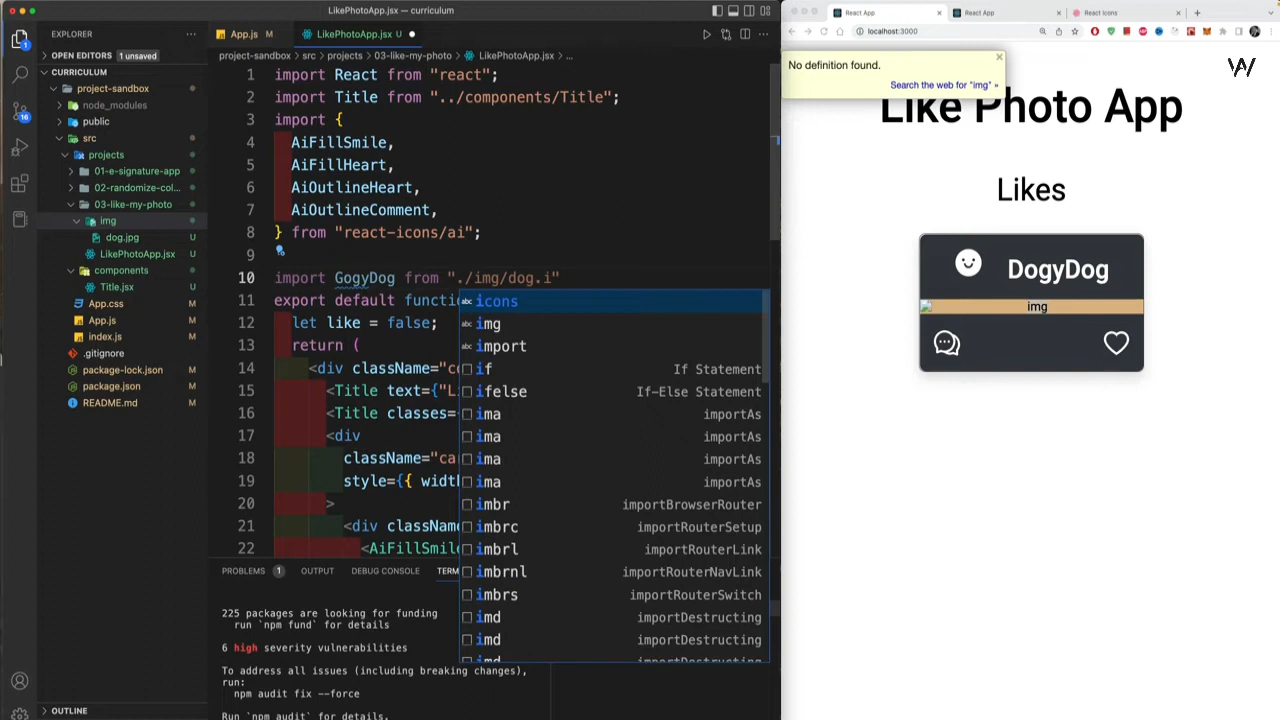 LikePhotoApp.jsx — curriculum
EXPLORER
OPEN EDITORS
1 unsaved
CURRICULUM
project-sandbox
node_modules
public
src
projects
01-e-signature-app
02-randomize-col...
03-like-my-photo
img
dog.jpg
U
LikePhotoApp.jsx
U
components
Title.jsx
U
App.css
App.js
index.js
.gitignore
package-lock.json
package.json
README.md
OUTLINE
1
16
App.js
M
LikePhotoApp.jsx U
project-sandbox > src > projects > 03-like-my-photo > LikePhotoApp.jsx > ...
1 import React from "react";
2 import Title from "../components/Title";
3 import {
4 AiFillSmile,
5 AiFillHeart,
6 AiOutlineHeart,
7 AiOutlineComment,
8 } from "react-icons/ai";
9
10 import GogyDog from "./img/dog.i"
11 export default functi
12 let like = false;
13 return (
14 <div className="co
15 <Title text={"L
16 <Title classes=
17 <div
18 className="ca
19 style={{ widt
20 >
21 <div className
22 <AiFillSmil
icons
img
import
if If Statement
ifelse If-Else Statement
ima importAs
ima importAs
ima importAs
ima importAs
imbr importBrowserRouter
imbrc importRouterSetup
imbrl importRouterLink
imbrnl importRouterNavLink
imbrs importRouterSwitch
imd importDestructing
imd importDestructing
imd importDestructing
PROBLEMS 1 OUTPUT DEBUG CONSOLE TERM
225 packages are looking for funding
run `npm fund` for details
6 high severity vulnerabilities
To address all issues (including breaking changes),
run:
npm audit fix --force
Run `npm audit` for details.
React App
React App
React Icons
localhost:3000
No definition found.
Search the web for "img" »
W
Like Photo App
Likes
DogyDog
img